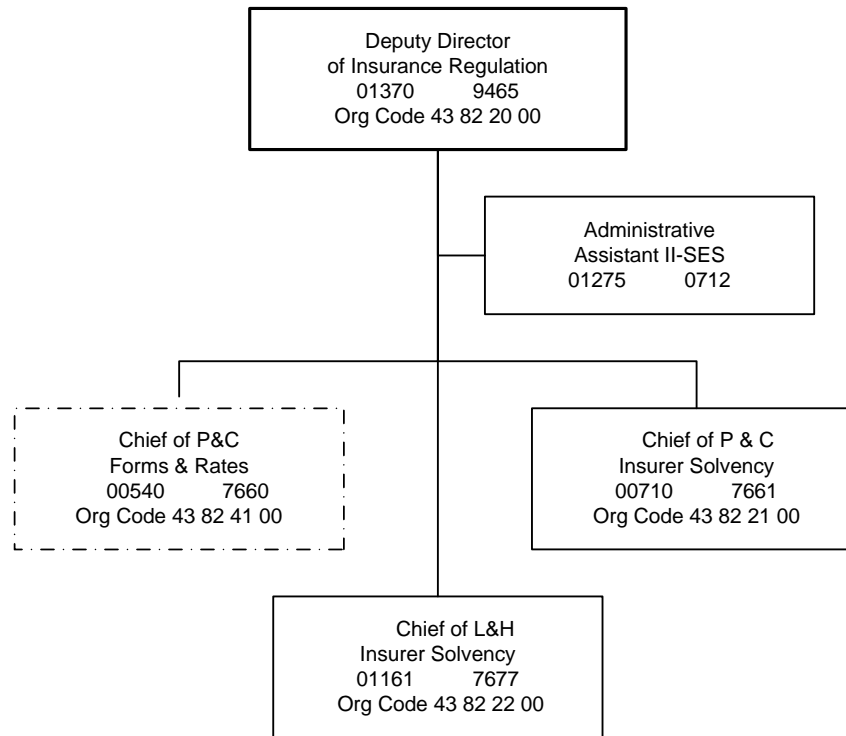 Deputy Director
of Insurance Regulation
01370 9465
Org Code 43 82 20 00
Administrative
Assistant II-SES
01275 0712
Chief of P&C
Forms & Rates
00540 7660
Org Code 43 82 41 00
Chief of P & C
Insurer Solvency
00710 7661
Org Code 43 82 21 00
Chief of L&H
Insurer Solvency
01161 7677
Org Code 43 82 22 00